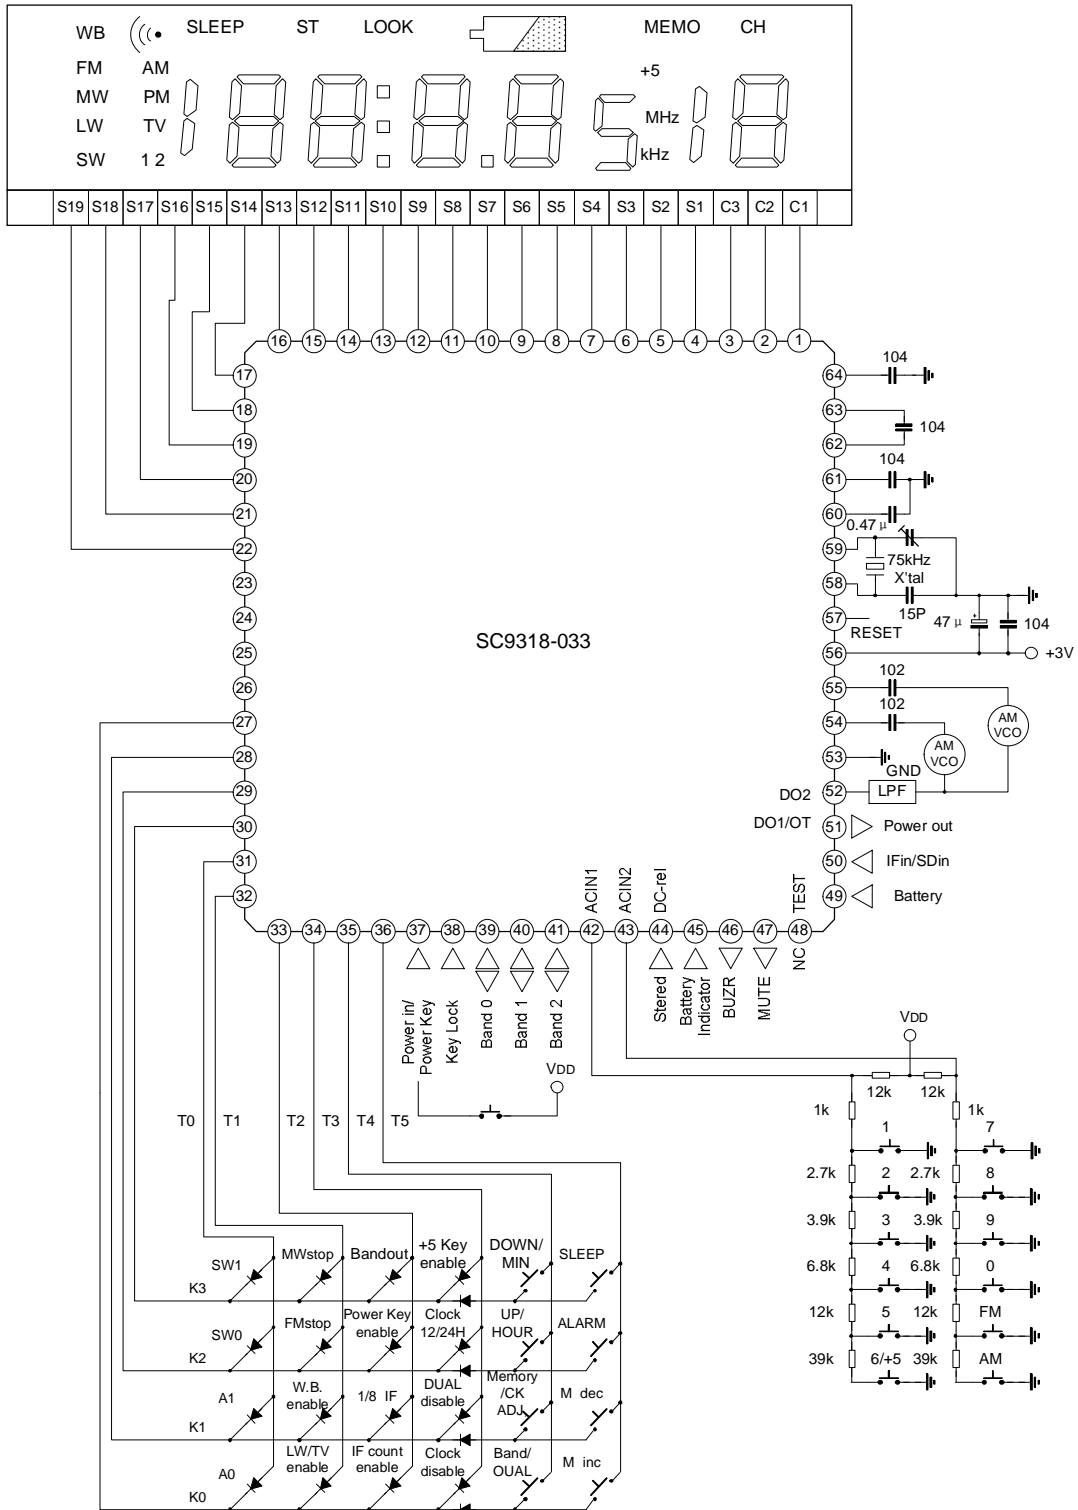 WB SLEEP ST LOOK MEMO CH
FM AM +5
MW PM
LW TV MHz
SW 1 2 kHz
S19 S18 S17 S16 S15 S14 S13 S12 S11 S10 S9 S8 S7 S6 S5 S4 S3 S2 S1 C3 C2 C1
16 15 14 13 12 11 10 9 8 7 6 5 4 3 2 1
17
18
19
20
21
22
23
24
25
26
27
28
29
30
31
32
SC9318-033
64 104
63
104
62
104
61
60
0.47μ
59
75kHz
X'tal
58
15P
57
RESET
47μ
+
104
56
+3V
102
55
102
54
AM
VCO
AM
VCO
53
GND
DO2 52 LPF
DO1/OT 51 Power out
50 IFin/SDin
49 Battery
ACIN1
ACIN2
DC-rel
TEST
33 34 35 36 37 38 39 40 41 42 43 44 45 46 47 48
Power in/
Power Key
Key Lock
Band 0
Band 1
Band 2
Stered
Battery
Indicator
BUZR
MUTE
NC
VDD
VDD
T0 T1 T2 T3 T4 T5
12k 12k
1k 1k
1 7
2.7k 2 2.7k 8
3.9k 3 3.9k 9
6.8k 4 6.8k 0
12k 5 12k FM
39k 6/+5 39k AM
SW1 MWstop Bandout +5 Key
enable DOWN/
MIN SLEEP
K3
SW0 FMstop Power Key
enable Clock
12/24H UP/
HOUR ALARM
K2
A1 W.B.
enable 1/8 IF DUAL
disable Memory
/CK
ADJ M dec
K1
A0 LW/TV
enable IF count
enable Clock
disable Band/
OUAL M inc
K0